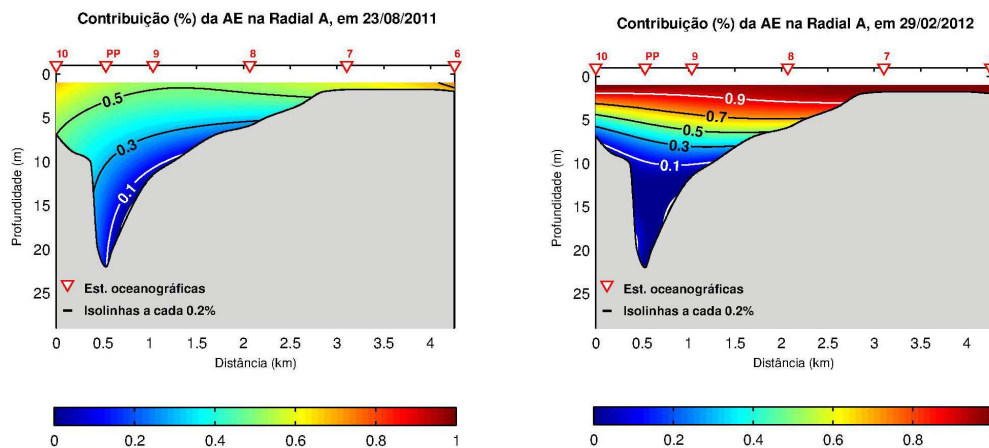 Contribuição (%) da AE na Radial A, em 23/08/2011
10 PP 9 8 7 6
0
5
10
15
20
25
Profundidade (m)
0.5
0.3
0.1
Est. oceanográficas
Isolinhas a cada 0.2%
0 0.5 1 1.5 2 2.5 3 3.5 4
Distância (km)
0 0.2 0.4 0.6 0.8 1
Contribuição (%) da AE na Radial A, em 29/02/2012
10 PP 9 8 7
0
5
10
15
20
25
Profundidade (m)
0.9
0.7
0.5
0.3
0.1
Est. oceanográficas
Isolinhas a cada 0.2%
0 0.5 1 1.5 2 2.5 3 3.5 4
Distância (km)
0 0.2 0.4 0.6 0.8